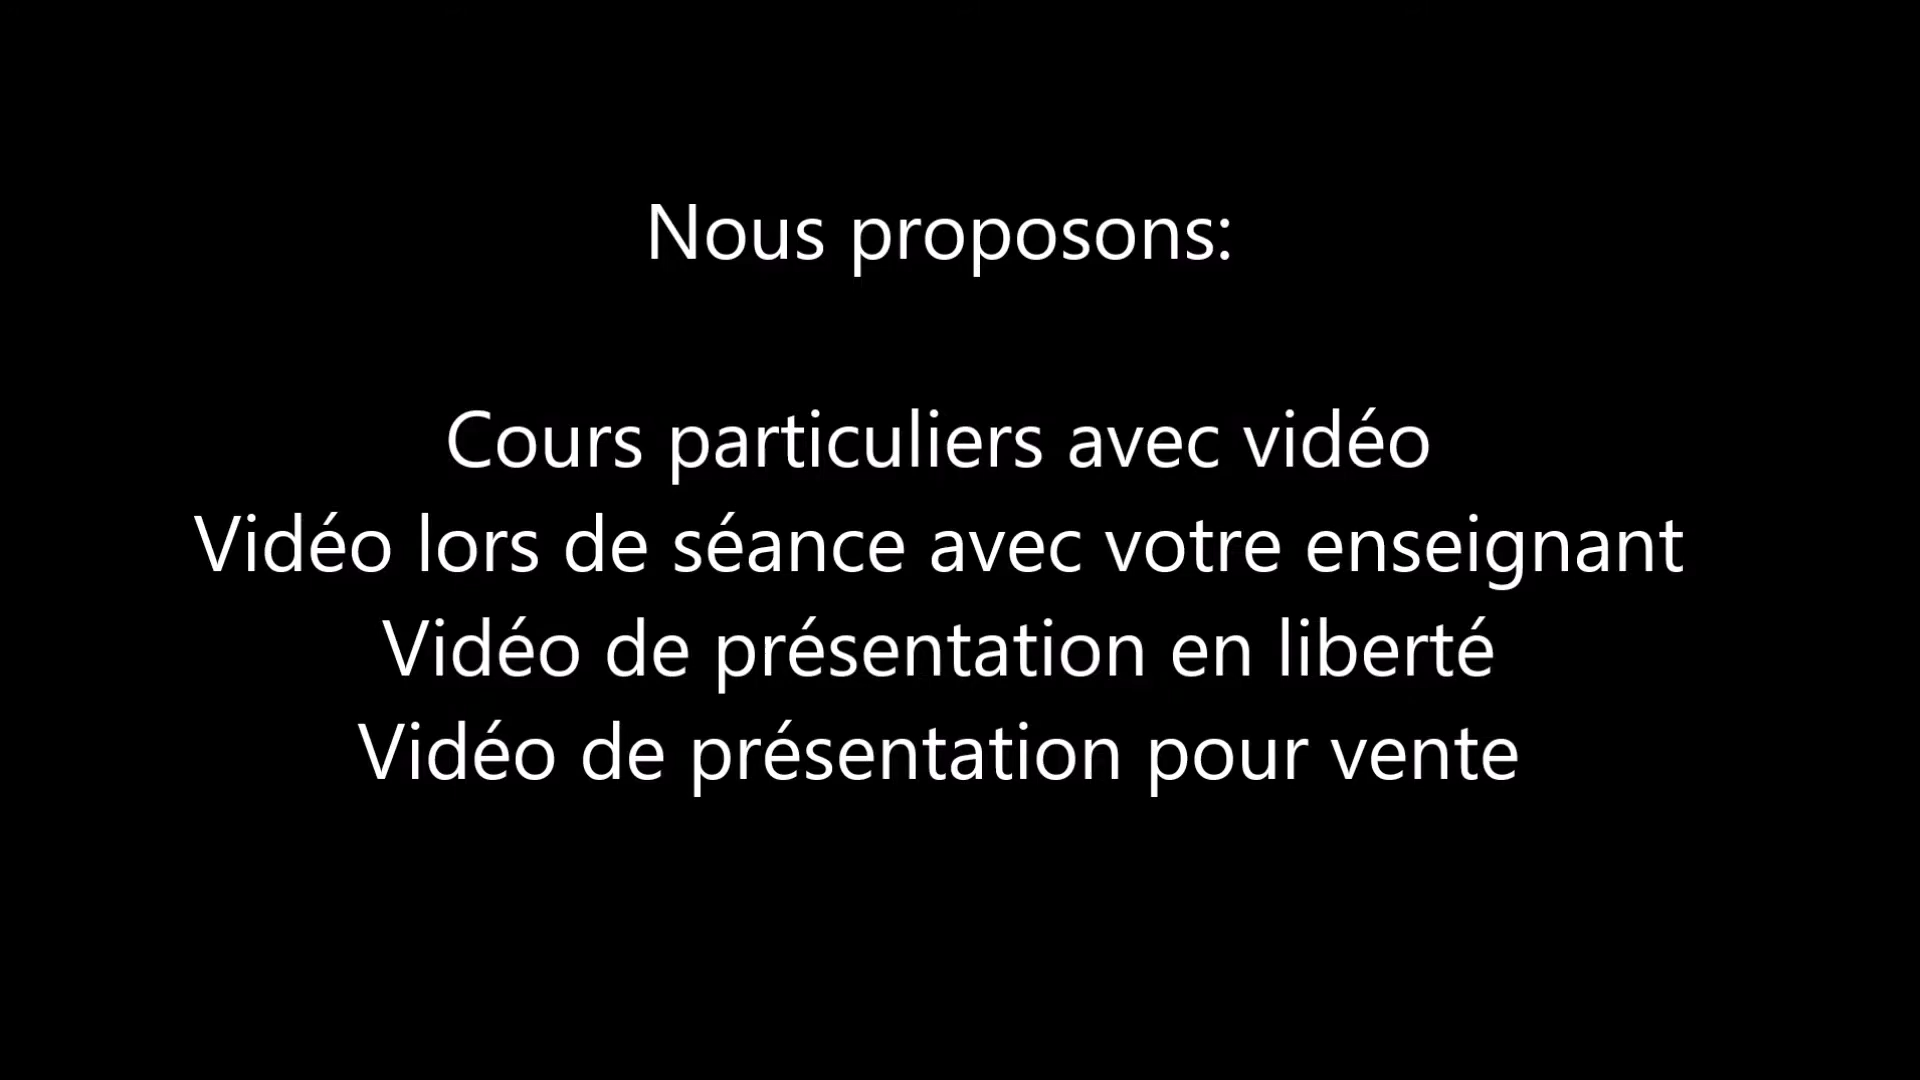 Nous proposons:
Cours particuliers avec vidéo
Vidéo lors de séance avec votre enseignant
Vidéo de présentation en liberté
Vidéo de présentation pour vente